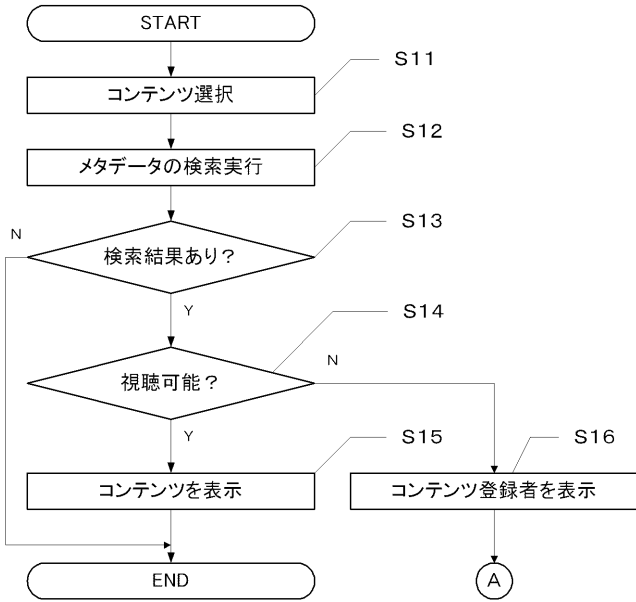 START
S11
コンテンツ選択
S12
メタデータの検索実行
S13
N
検索結果あり？
Y
S14
N
視聴可能？
Y
S15
S16
コンテンツを表示
コンテンツ登録者を表示
END
A